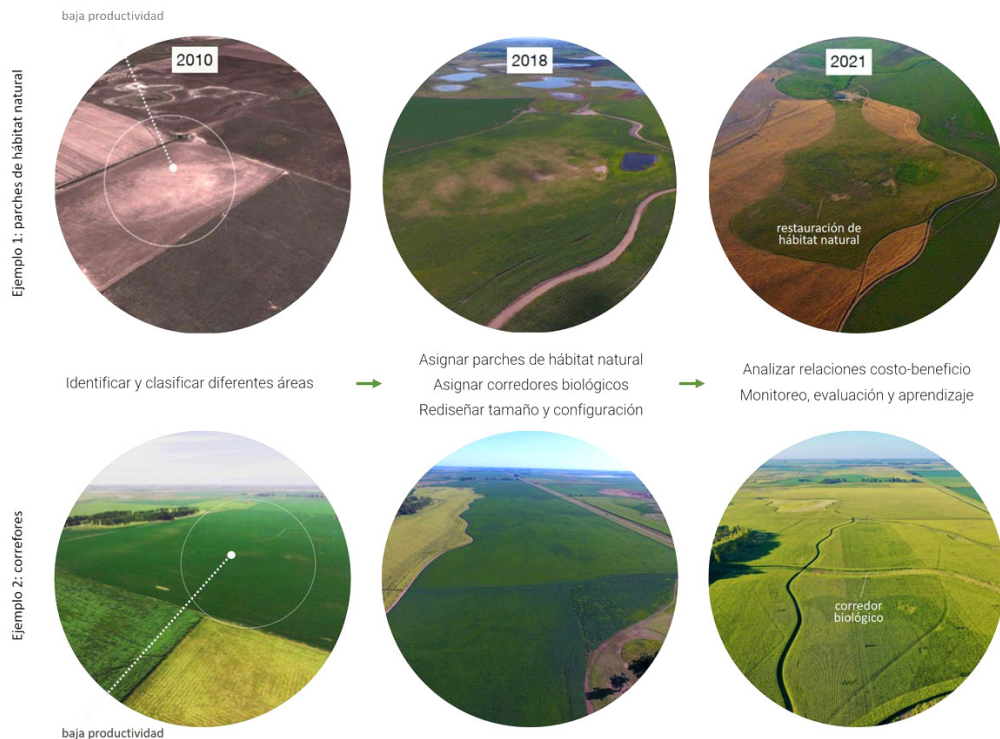 baja productividad
2010
2018
2021
Ejemplo 1: parches de hábitat natural
restauración de
hábitat natural
Identificar y clasificar diferentes áreas
Asignar parches de hábitat natural
Asignar corredores biológicos
Rediseñar tamaño y configuración
Analizar relaciones costo-beneficio
Monitoreo, evaluación y aprendizaje
Ejemplo 2: correfores
corredor
biológico
baja productividad